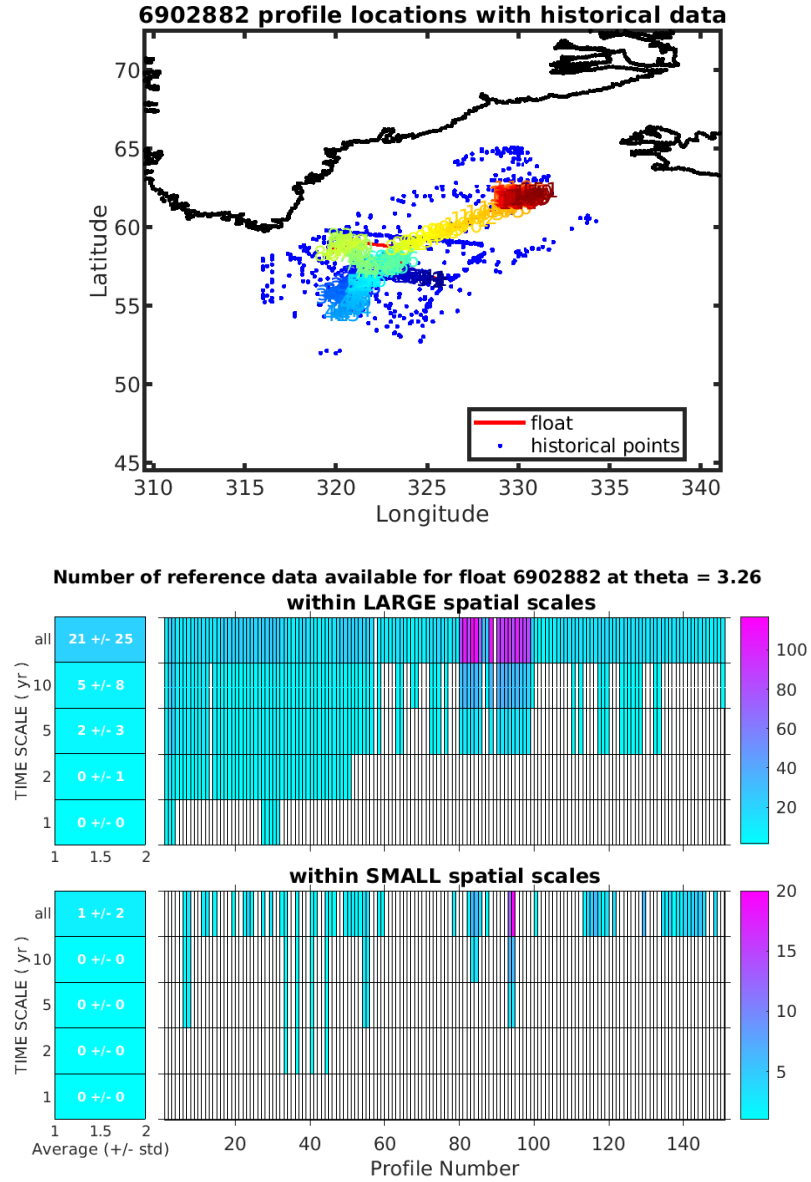 6902882 profile locations with historical data
70
65
60
55
50
45
Latitude
310 315 320 325 330 335 340
Longitude
float
historical points
Number of reference data available for float 6902882 at theta = 3.26
within LARGE spatial scales
TIME SCALE ( yr )
all 21 +/- 25
10 5 +/- 8
5 2 +/- 3
2 0 +/- 1
1 0 +/- 0
1 1.5 2
100
80
60
40
20
within SMALL spatial scales
TIME SCALE ( yr )
all 1 +/- 2
10 0 +/- 0
5 0 +/- 0
2 0 +/- 0
1 0 +/- 0
1 1.5 2
Average (+/- std)
20 40 60 80 100 120 140
Profile Number
20
15
10
5